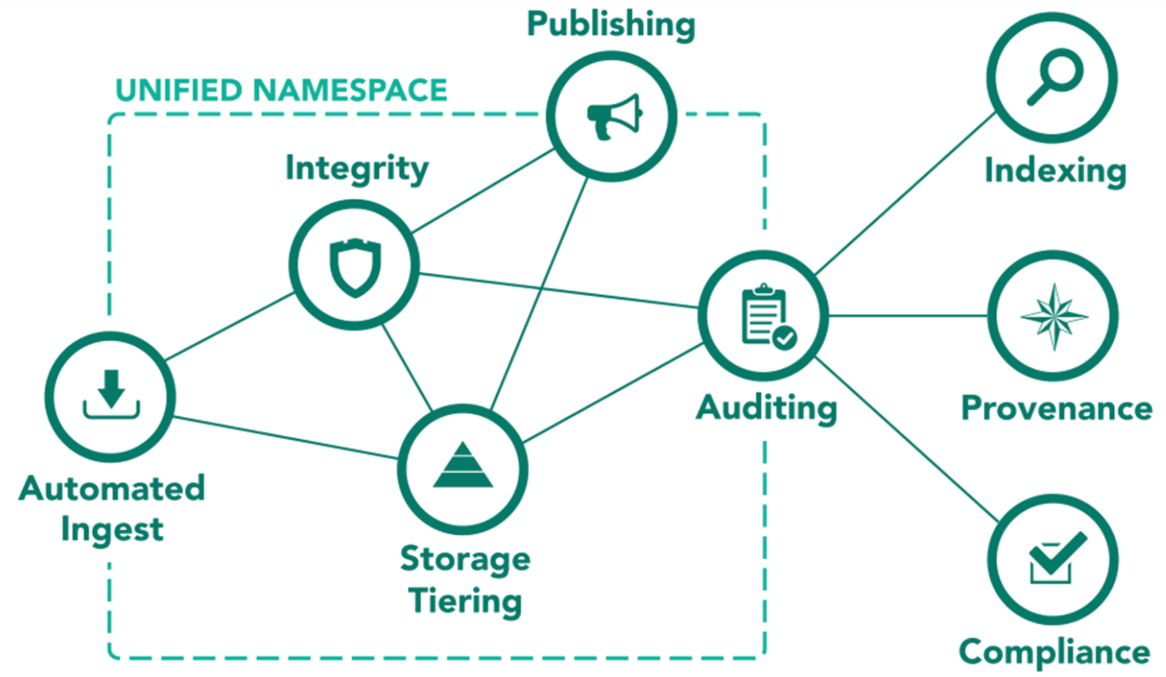 Publishing
UNIFIED NAMESPACE
Integrity
Indexing
Auditing
Provenance
Automated
Ingest
Storage
Tiering
Compliance